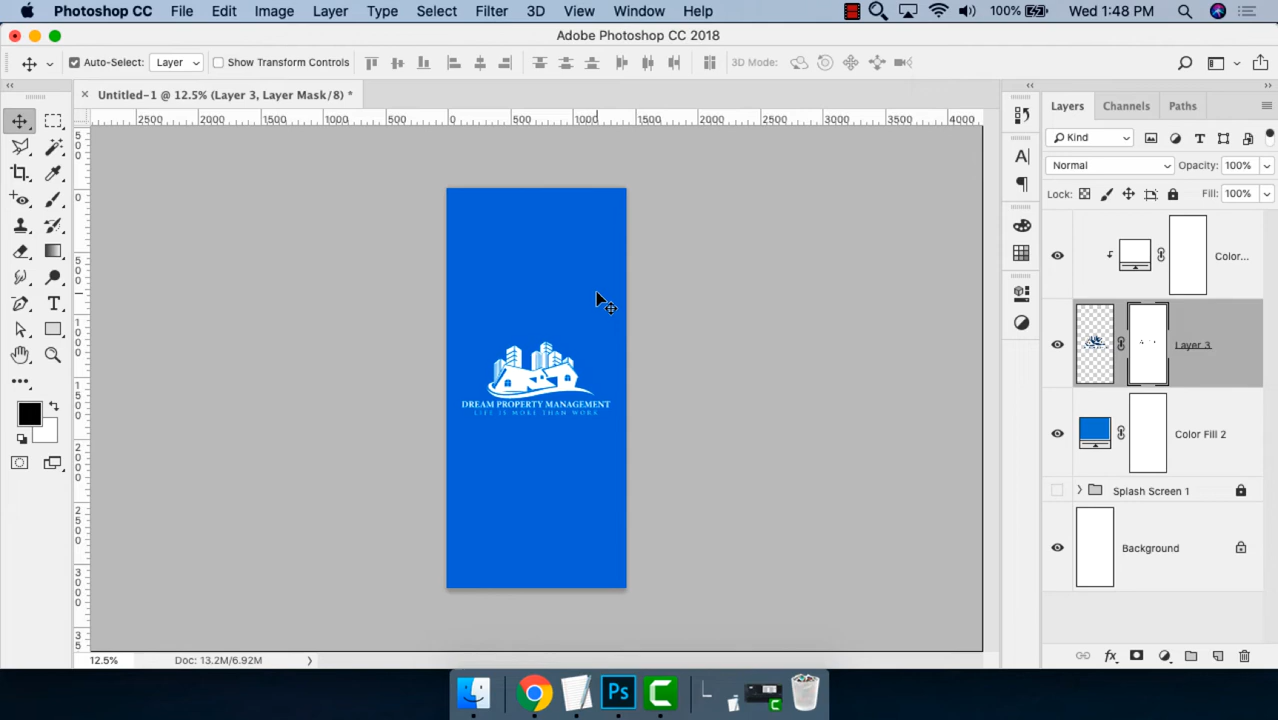 Photoshop CC File Edit Image Layer Type Select Filter 3D View Window Help 100% Wed 1:48 PM
Adobe Photoshop CC 2018
Auto-Select: Layer Show Transform Controls 3D Mode:
× Untitled-1 @ 12.5% (Layer 3, Layer Mask/8) *
2500 2000 1500 1000 500 0 500 1000 1500 2000 2500 3000 3500 4000
Layers Channels Paths
Kind
Normal Opacity: 100%
Lock: Fill: 100%
Color...
Layer 3
Color Fill 2
Splash Screen 1
Background
DREAM PROPERTY MANAGEMENT
LIFE IS MORE THAN WORK
12.5% Doc: 13.2M/6.92M
Ps